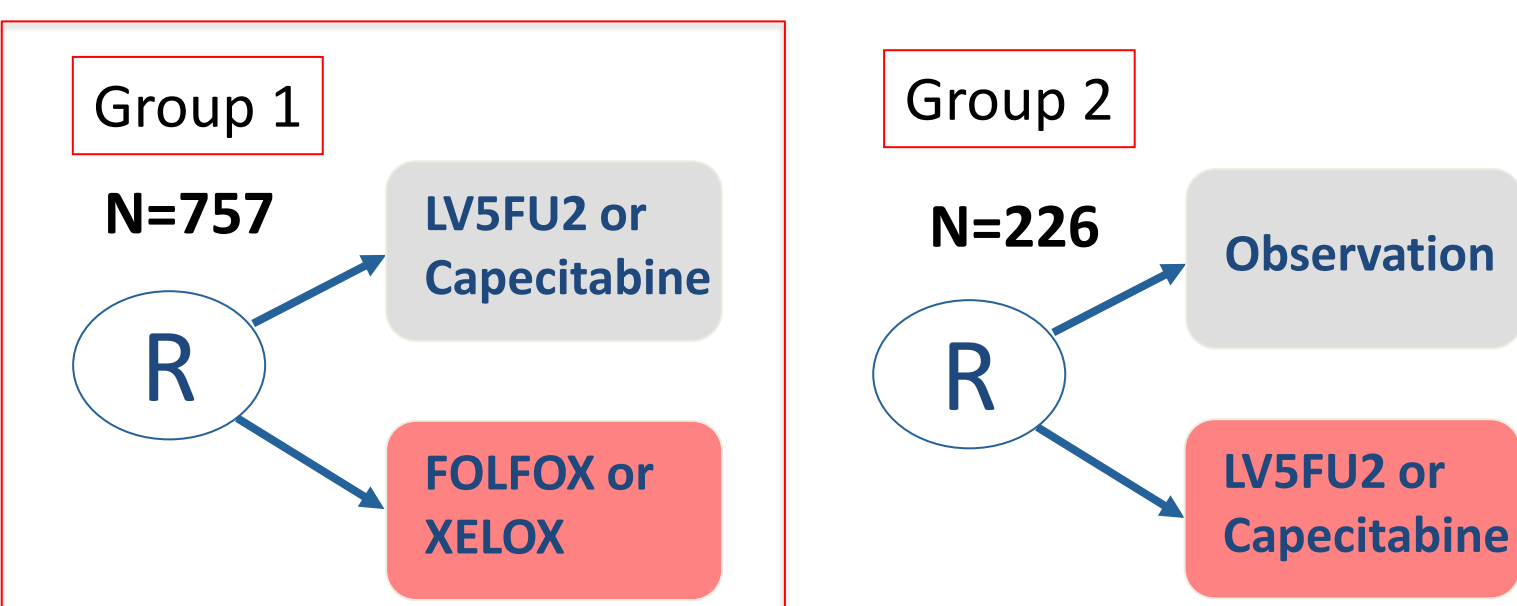 Group 1
N=757
R
LV5FU2 or
Capecitabine
FOLFOX or
XELOX
Group 2
N=226
R
Observation
LV5FU2 or
Capecitabine